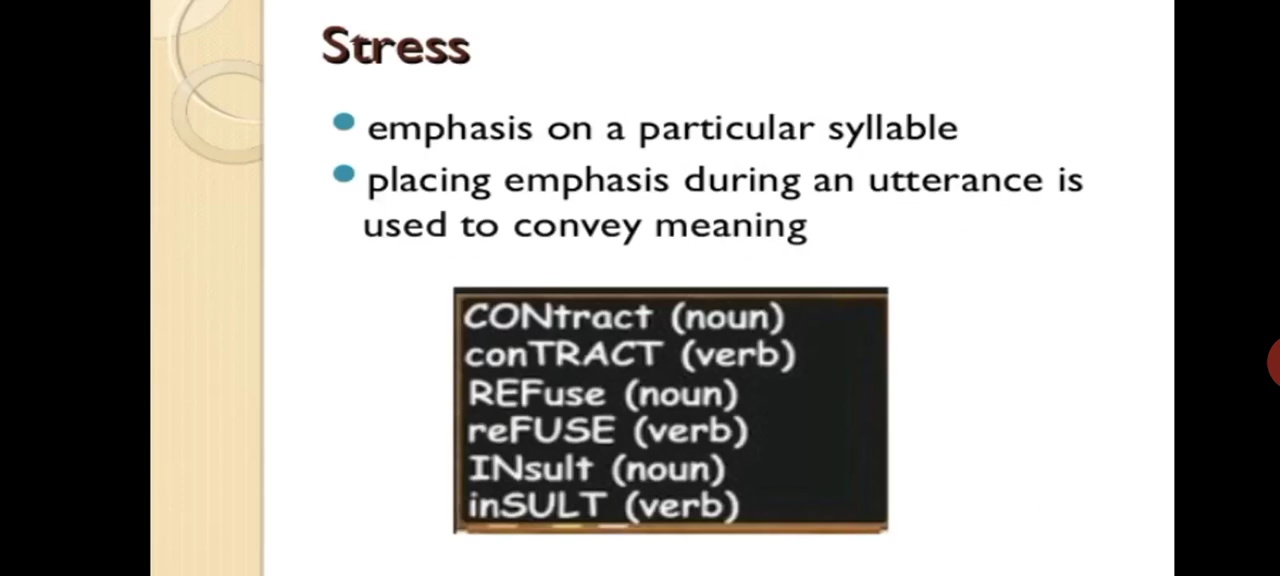 Stress
emphasis on a particular syllable
placing emphasis during an utterance is
used to convey meaning
CONtract (noun)
conTRACT (verb)
REFuse (noun)
reFUSE (verb)
INsult (noun)
inSULT (verb)